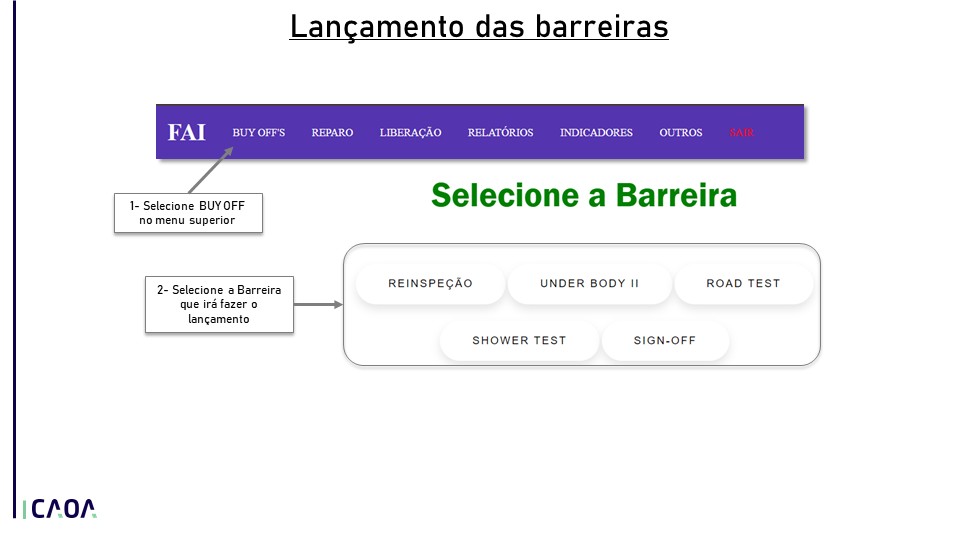 Lançamento das barreiras
FAI BUY OFF'S REPARO LIBERAÇÃO RELATÓRIOS INDICADORES OUTROS SAIR
1- Selecione BUY OFF
no menu superior
Selecione a Barreira
2- Selecione a Barreira
que irá fazer o
lançamento
REINSPEÇÃO UNDER BODY II ROAD TEST
SHOWER TEST SIGN-OFF
CAOA